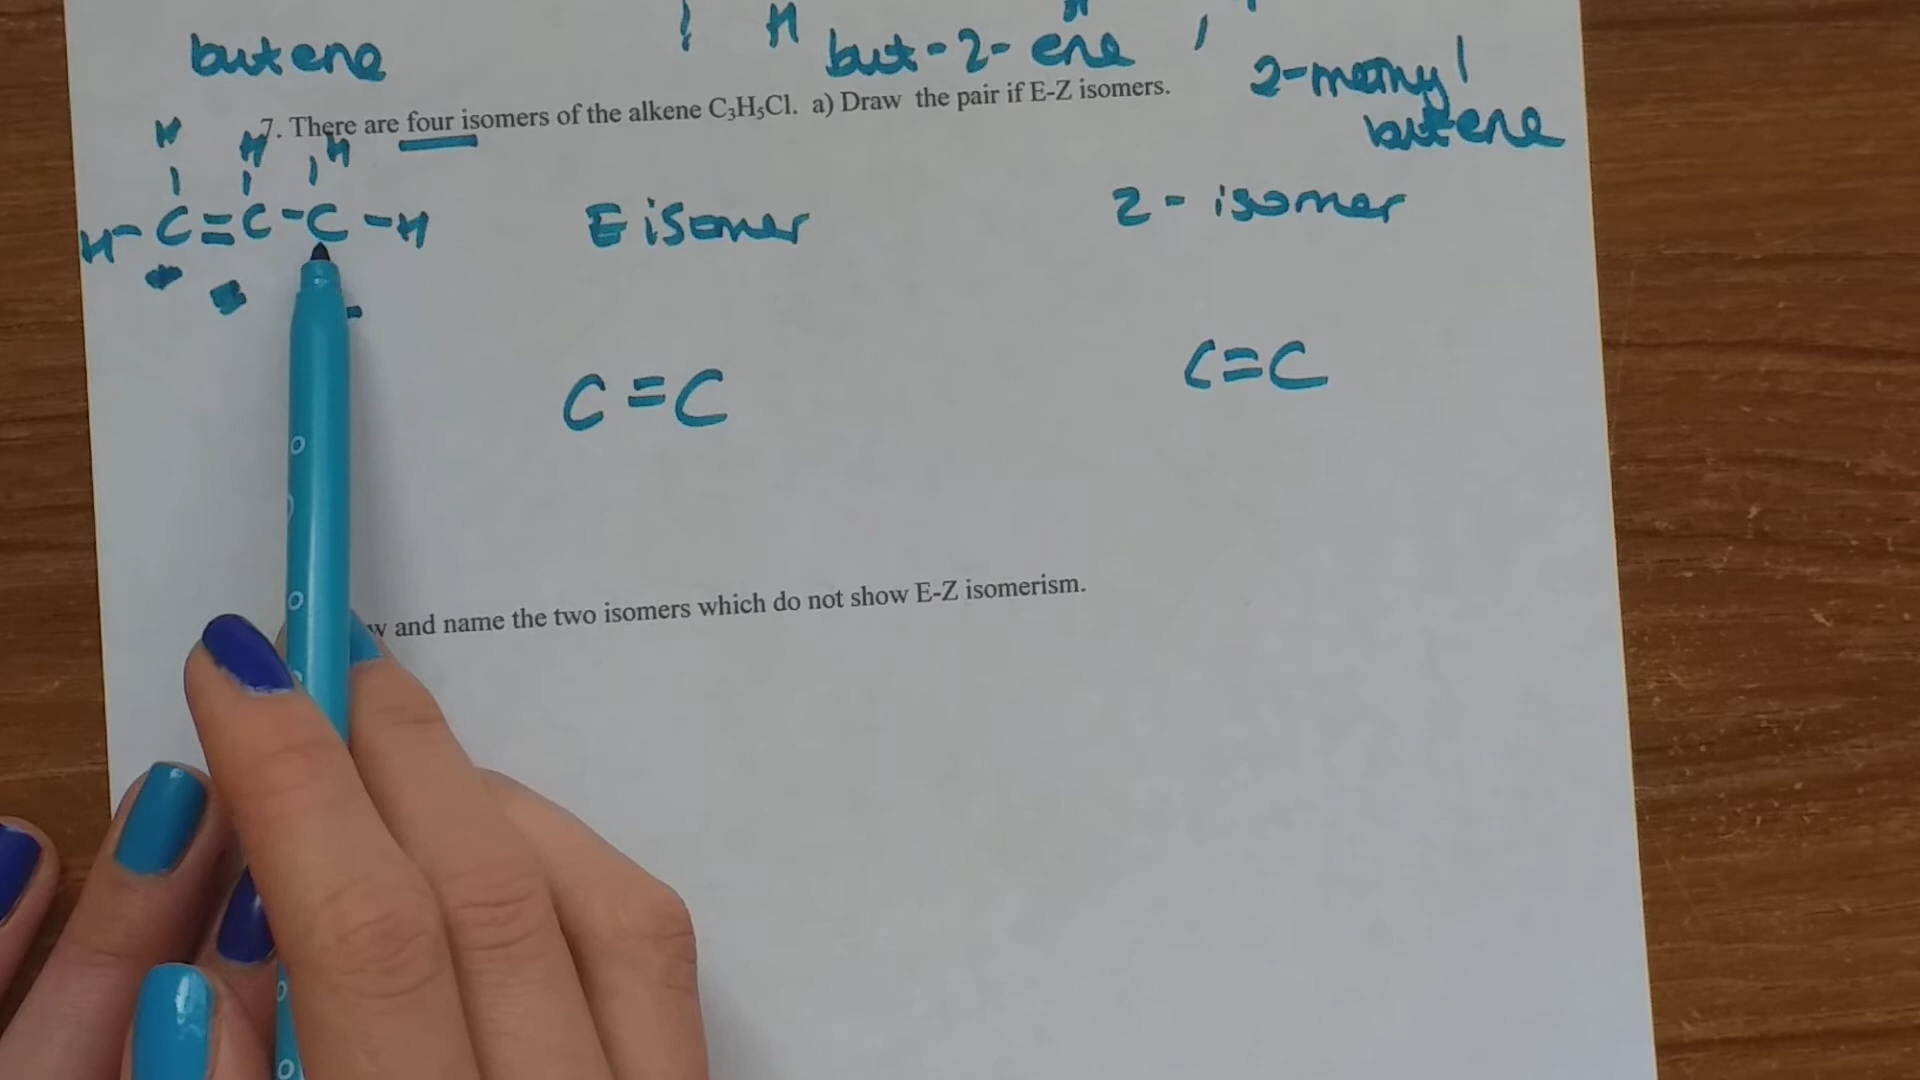 butene
H
but-2-ene
2-methyl
butene
7. There are four isomers of the alkene C₃H₅Cl. a) Draw the pair if E-Z isomers.
H H H
H-C=C-C-H
E isomer
Z - isomer
C=C
C=C
and name the two isomers which do not show E-Z isomerism.